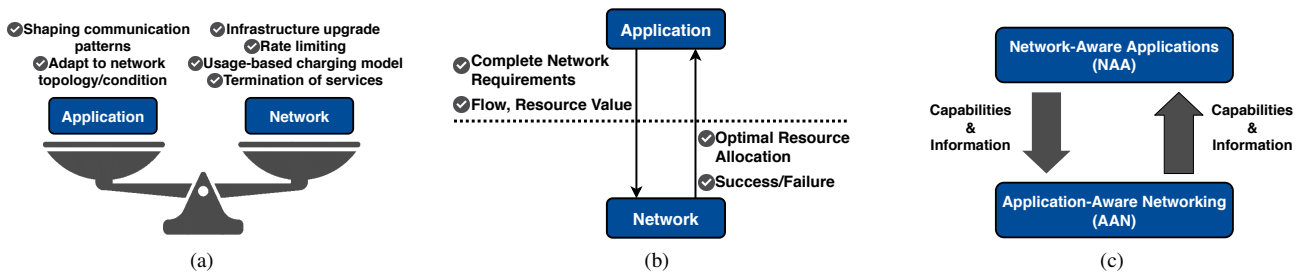 Shaping communication
patterns
Adapt to network
topology/condition
Infrastructure upgrade
Rate limiting
Usage-based charging model
Termination of services
Application
Network
(a)
Application
Complete Network
Requirements
Flow, Resource Value
Optimal Resource
Allocation
Success/Failure
Network
(b)
Network-Aware Applications
(NAA)
Capabilities
&
Information
Capabilities
&
Information
Application-Aware Networking
(AAN)
(c)